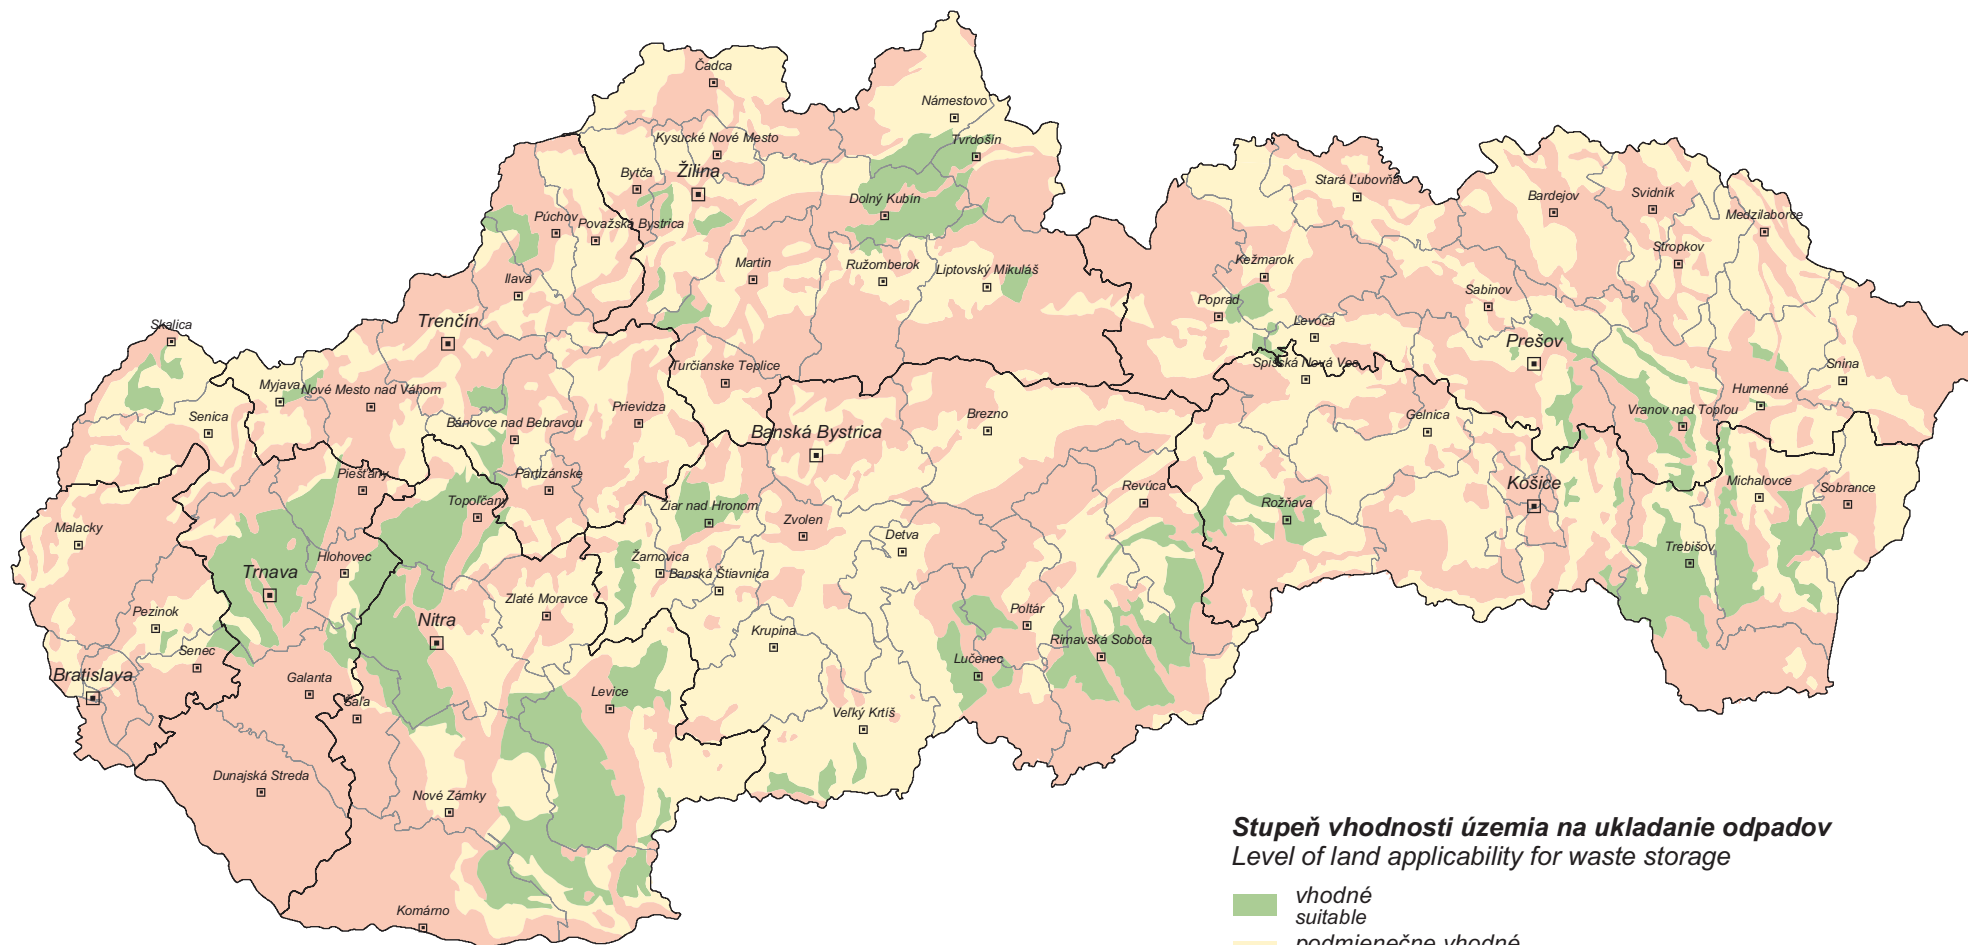 Čadca
Námestovo
Kysucké Nové Mesto
Tvrdošín
Bytča
Žilina
Stará Ľubovňa
Bardejov
Svidník
Dolný Kubín
Púchov
Považská Bystrica
Medzilaborce
Stropkov
Martin
Ružomberok
Liptovský Mikuláš
Kežmarok
Ilava
Poprad
Sabinov
Skalica
Trenčín
Levoča
Prešov
Turčianske Teplice
Spišská Nová Ves
Snina
Myjava
Nové Mesto nad Váhom
Humenné
Senica
Bánovce nad Bebravou
Prievidza
Brezno
Gelnica
Vranov nad Topľou
Banská Bystrica
Piešťany
Partizánske
Topoľčany
Revúca
Košice
Michalovce
Sobrance
Malacky
Žiar nad Hronom
Zvolen
Detva
Rožňava
Hlohovec
Trnava
Žarnovica
Banská Štiavnica
Trebišov
Pezinok
Zlaté Moravce
Nitra
Krupina
Poltár
Rimavská Sobota
Senec
Bratislava
Galanta
Lučenec
Šaľa
Levice
Veľký Krtíš
Dunajská Streda
Nové Zámky
Komárno
Stupeň vhodnosti územia na ukladanie odpadov
Level of land applicability for waste storage
vhodné
suitable
podmienečne vhodné